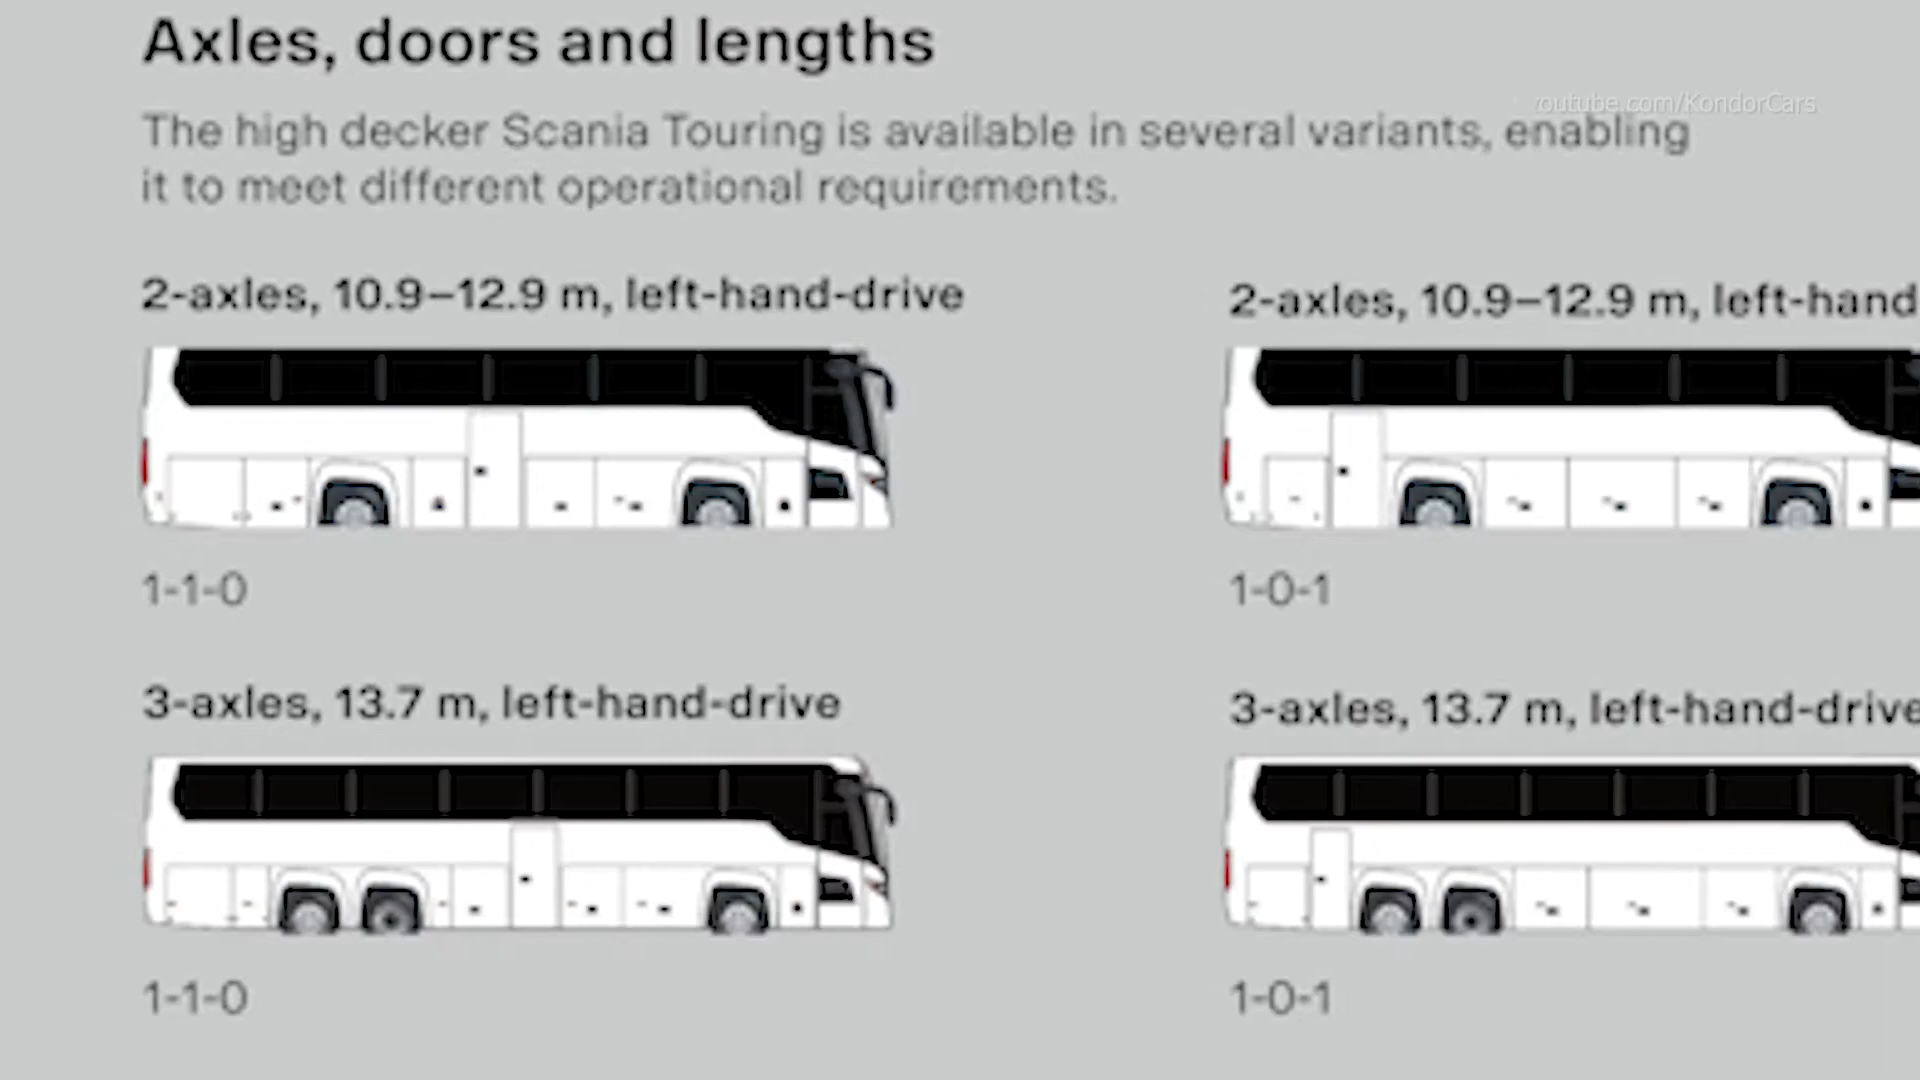 Axles, doors and lengths
youtube.com/KondorCars
The high decker Scania Touring is available in several variants, enabling
it to meet different operational requirements.
2-axles, 10.9–12.9 m, left-hand-drive
2-axles, 10.9–12.9 m, left-hand
1-1-0
1-0-1
3-axles, 13.7 m, left-hand-drive
3-axles, 13.7 m, left-hand-drive
1-1-0
1-0-1